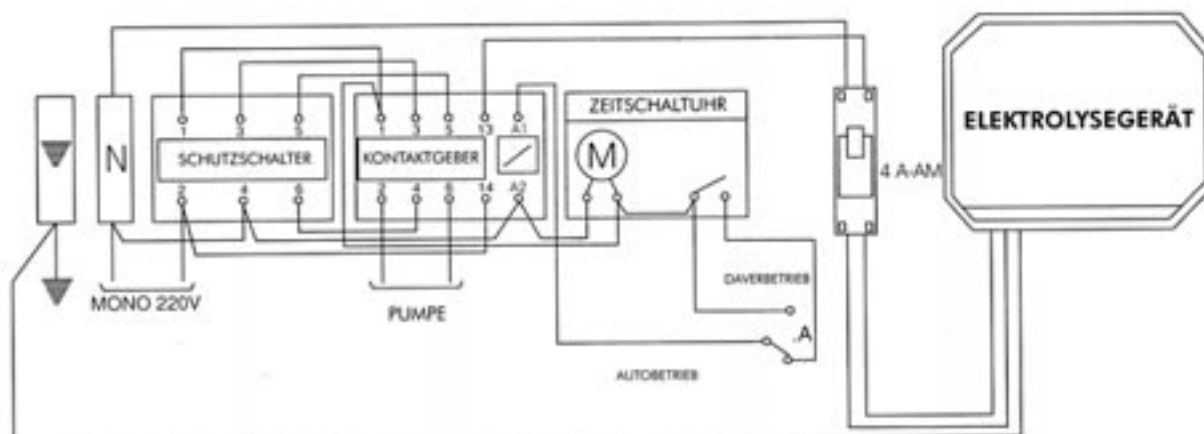 1 3 5
1 3 5 13 A1
ZEITSCHALTUHR
N
SCHUTZSCHALTER
KONTAKTGEBER
M
ELEKTROLYSEGERÄT
4 A-AM
2 4 6
2 4 6 14 A2
MONO 220V
PUMPE
DAVERBETRIEB
.A
AUTOBETRIEB